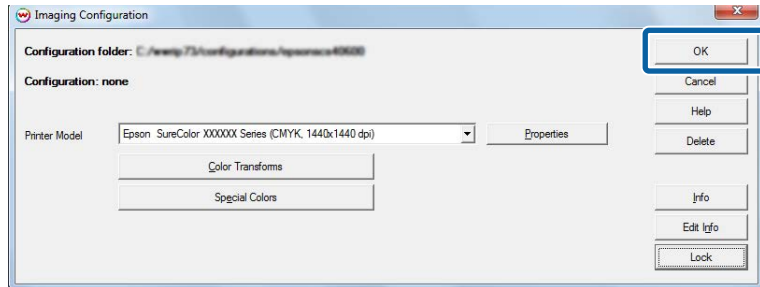 Imaging Configuration
Configuration folder:
OK
Configuration: none
Cancel
Help
Printer Model
Epson SureColor XXXXXX Series (CMYK, 1440x1440 dpi)
Properties
Delete
Color Transforms
Special Colors
Info
Edit Info
Lock